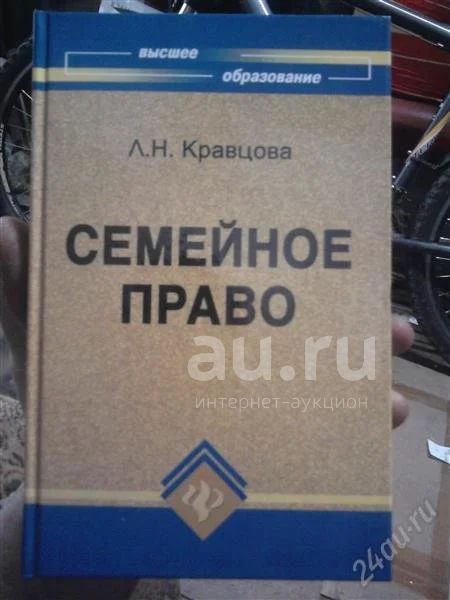 высшее
образование
Л.Н. Кравцова
СЕМЕЙНОЕ
ПРАВО
au.ru
интернет-аукцион
24au.ru